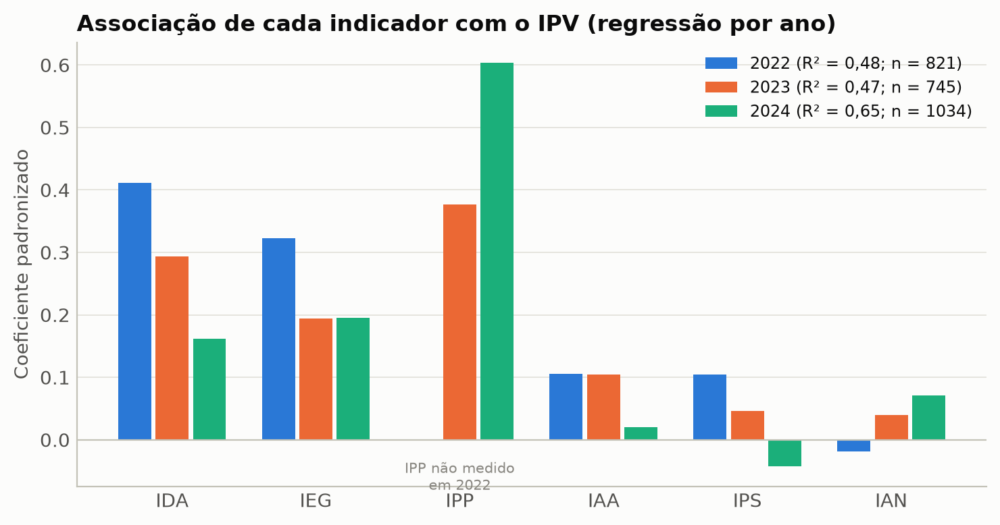 Associação de cada indicador com o IPV (regressão por ano)
2022 (R² = 0,48; n = 821)
2023 (R² = 0,47; n = 745)
2024 (R² = 0,65; n = 1034)
Coeficiente padronizado
0.6
0.5
0.4
0.3
0.2
0.1
0.0
IPP não medido
em 2022
IDA IEG IPP IAA IPS IAN